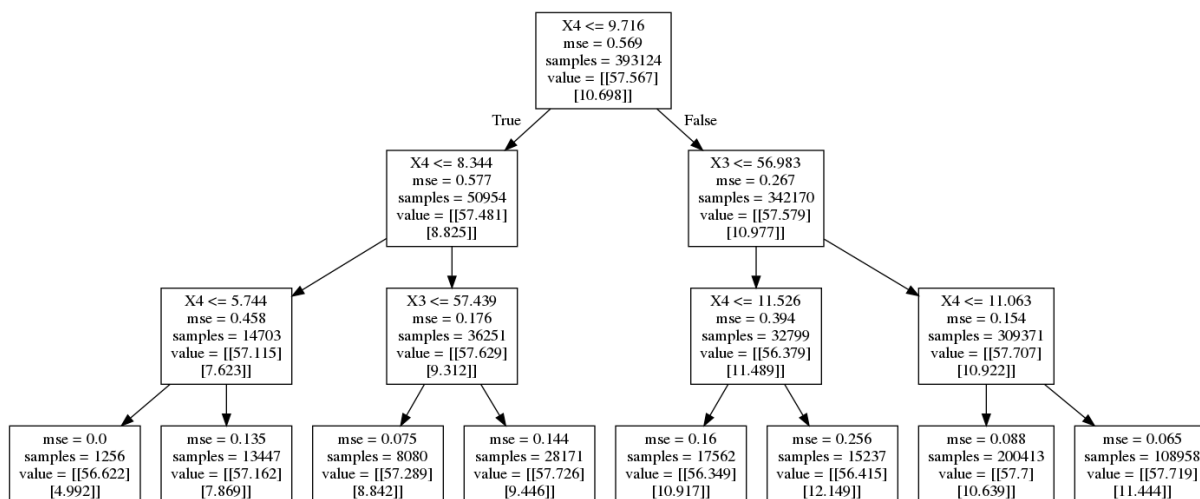 X4 <= 9.716
mse = 0.569
samples = 393124
value = [[57.567]
[10.698]]
True
False
X4 <= 8.344
mse = 0.577
samples = 50954
value = [[57.481]
[8.825]]
X3 <= 56.983
mse = 0.267
samples = 342170
value = [[57.579]
[10.977]]
X4 <= 5.744
mse = 0.458
samples = 14703
value = [[57.115]
[7.623]]
X3 <= 57.439
mse = 0.176
samples = 36251
value = [[57.629]
[9.312]]
X4 <= 11.526
mse = 0.394
samples = 32799
value = [[56.379]
[11.489]]
X4 <= 11.063
mse = 0.154
samples = 309371
value = [[57.707]
[10.922]]
mse = 0.0
samples = 1256
value = [[56.622]
[4.992]]
mse = 0.135
samples = 13447
value = [[57.162]
[7.869]]
mse = 0.075
samples = 8080
value = [[57.289]
[8.842]]
mse = 0.144
samples = 28171
value = [[57.726]
[9.446]]
mse = 0.16
samples = 17562
value = [[56.349]
[10.917]]
mse = 0.256
samples = 15237
value = [[56.415]
[12.149]]
mse = 0.088
samples = 200413
value = [[57.7]
[10.639]]
mse = 0.065
samples = 108958
value = [[57.719]
[11.444]]